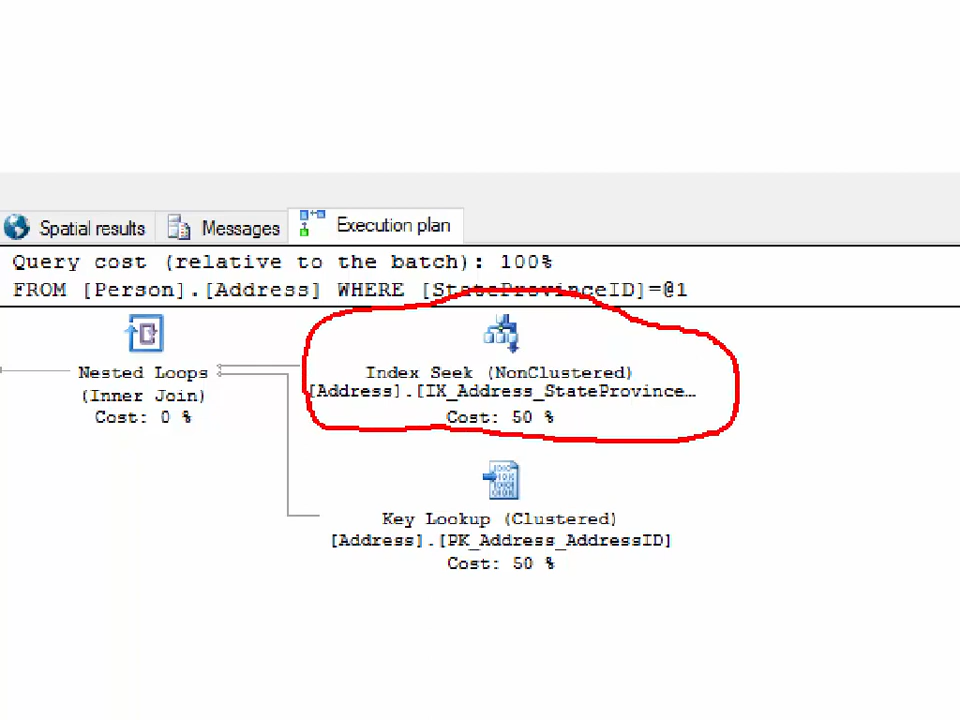 Spatial results Messages Execution plan
Query cost (relative to the batch): 100%
FROM [Person].[Address] WHERE [StateProvinceID]=@1
Nested Loops
(Inner Join)
Cost: 0 %
Index Seek (NonClustered)
[Address].[IX_Address_StateProvince…
Cost: 50 %
Key Lookup (Clustered)
[Address].[PK_Address_AddressID]
Cost: 50 %